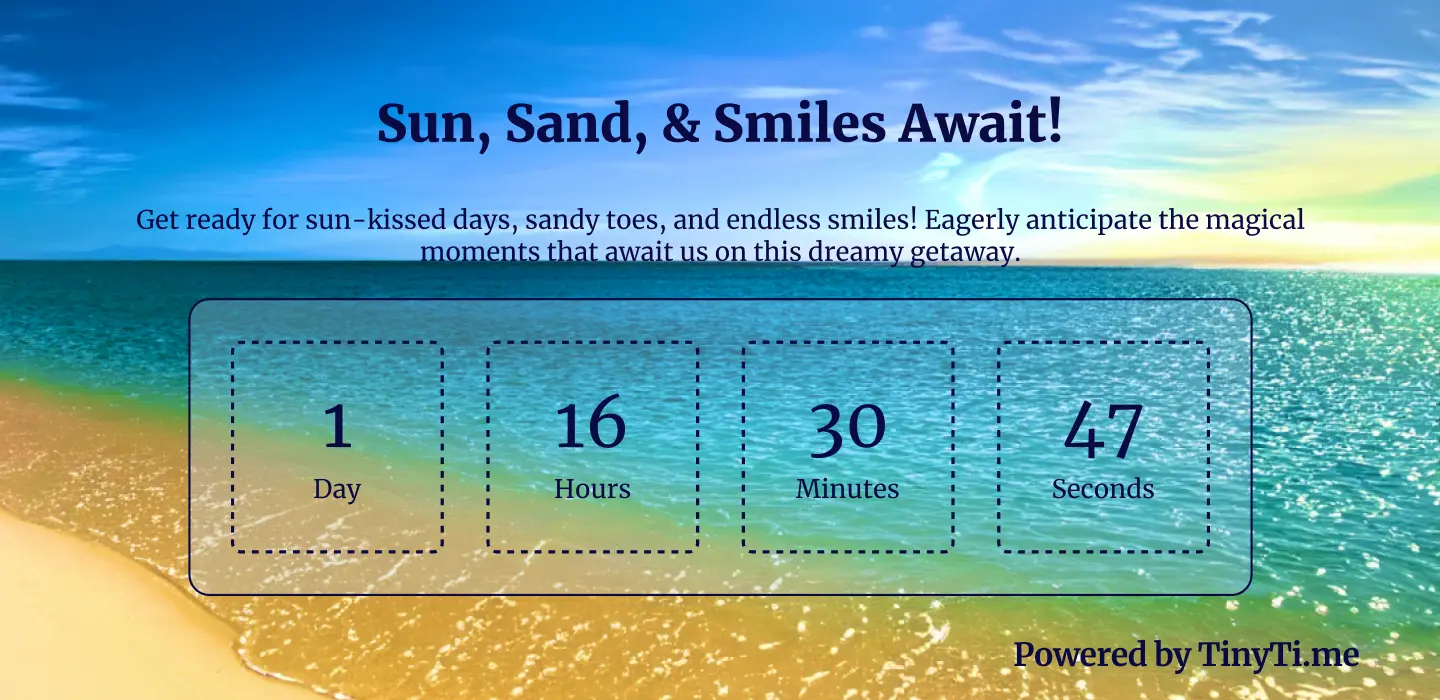 Sun, Sand, & Smiles Await!
Get ready for sun-kissed days, sandy toes, and endless smiles! Eagerly anticipate the magical
moments that await us on this dreamy getaway.
1
Day
16
Hours
30
Minutes
47
Seconds
Powered by TinyTi.me